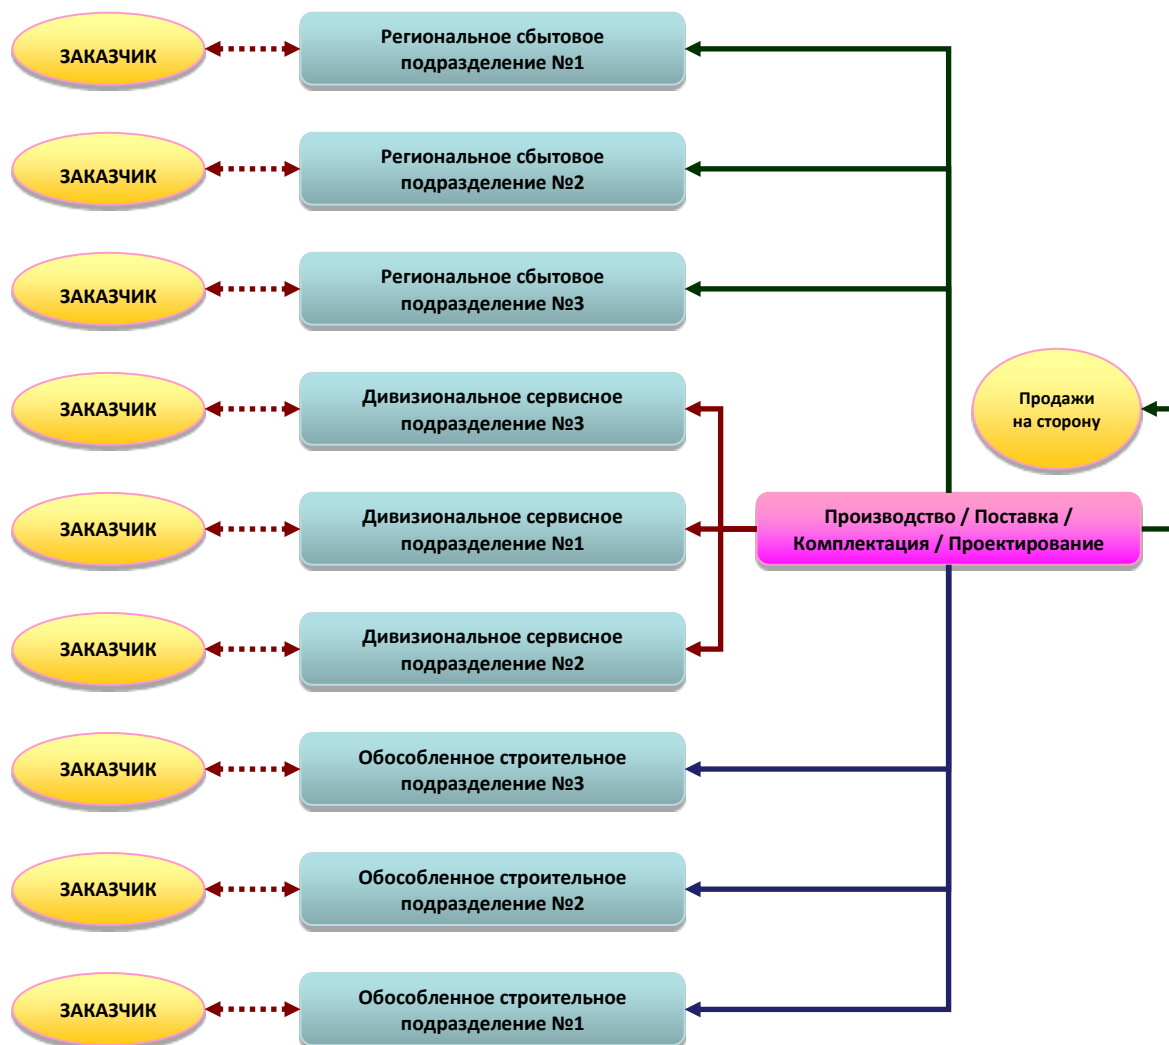 ЗАКАЗЧИК
Региональное сбытовое
подразделение №1
ЗАКАЗЧИК
Региональное сбытовое
подразделение №2
ЗАКАЗЧИК
Региональное сбытовое
подразделение №3
ЗАКАЗЧИК
Дивизиональное сервисное
подразделение №3
Продажи
на сторону
ЗАКАЗЧИК
Дивизиональное сервисное
подразделение №1
Производство / Поставка /
Комплектация / Проектирование
ЗАКАЗЧИК
Дивизиональное сервисное
подразделение №2
ЗАКАЗЧИК
Обособленное строительное
подразделение №3
ЗАКАЗЧИК
Обособленное строительное
подразделение №2
ЗАКАЗЧИК
Обособленное строительное
подразделение №1